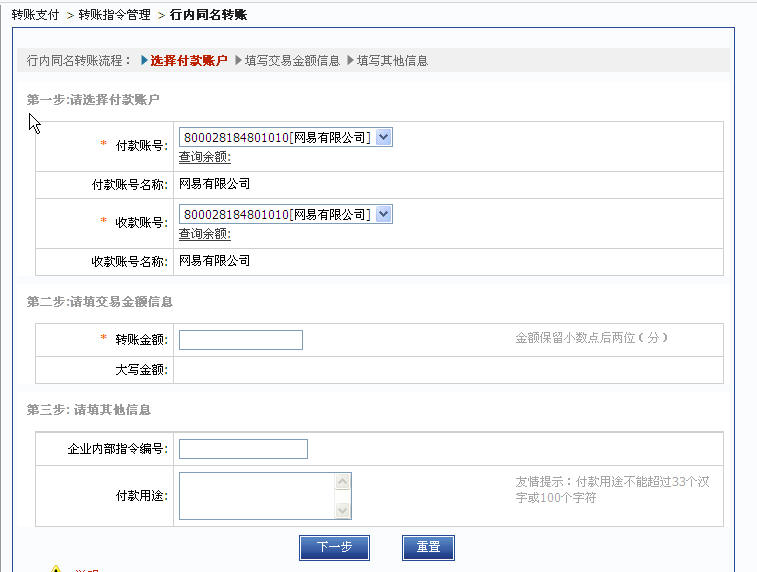 转账支付 > 转账指令管理 > 行内同名转账
行内同名转账流程： 选择付款账户 填写交易金额信息 填写其他信息
第一步:请选择付款账户
* 付款账号: 800028184801010[网易有限公司]
查询余额:
付款账号名称: 网易有限公司
* 收款账号: 800028184801010[网易有限公司]
查询余额:
收款账号名称: 网易有限公司
第二步:请填交易金额信息
* 转账金额: 金额保留小数点后两位（分）
大写金额:
第三步: 请填其他信息
企业内部指令编号:
付款用途: 友情提示：付款用途不能超过33个汉
字或100个字符
下一步 重置